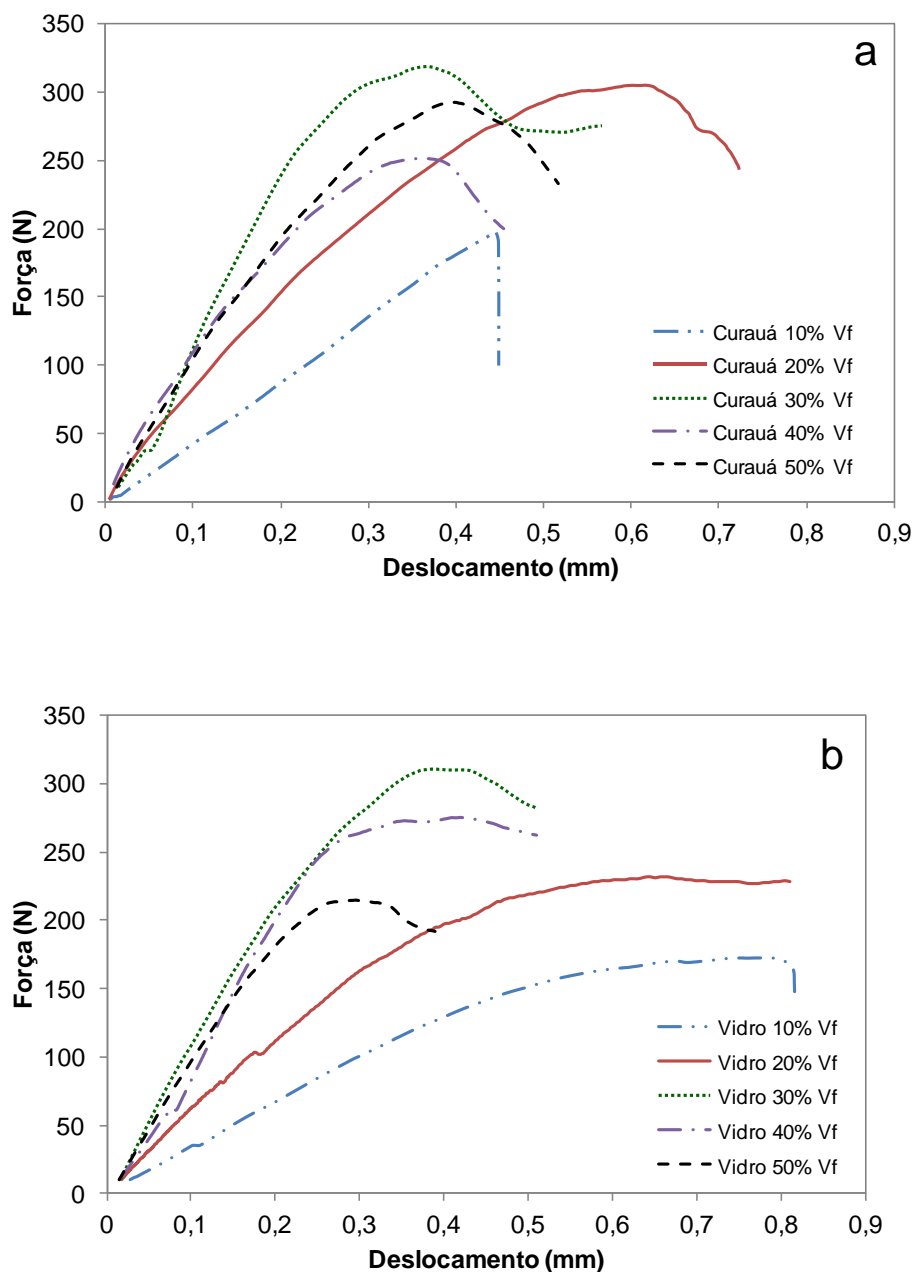 a
350
300
250
200
150
100
50
0
Força (N)
Curauá 10% Vf
Curauá 20% Vf
Curauá 30% Vf
Curauá 40% Vf
Curauá 50% Vf
0 0,1 0,2 0,3 0,4 0,5 0,6 0,7 0,8 0,9
Deslocamento (mm)
b
350
300
250
200
150
100
50
0
Força (N)
Vidro 10% Vf
Vidro 20% Vf
Vidro 30% Vf
Vidro 40% Vf
Vidro 50% Vf
0 0,1 0,2 0,3 0,4 0,5 0,6 0,7 0,8 0,9
Deslocamento (mm)